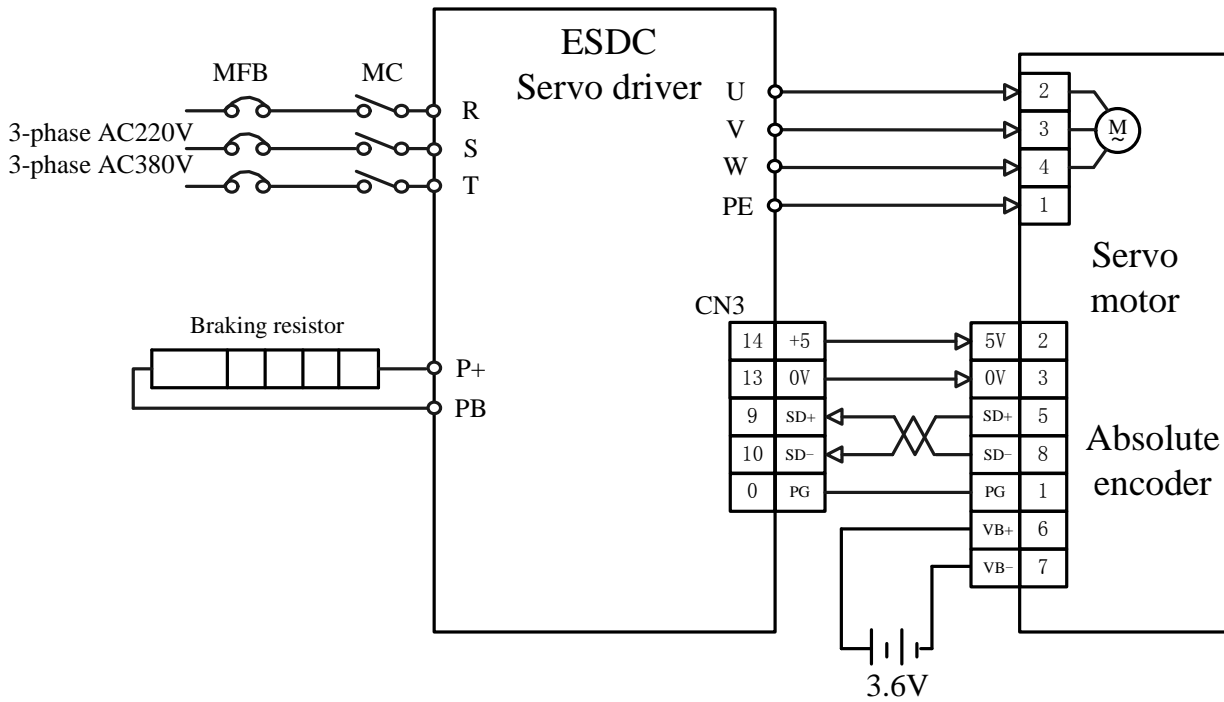 ESDC
Servo driver
MFB
MC
R
3-phase AC220V
S
3-phase AC380V
T
U
2
V
3
M
~
W
4
PE
1
Servo
motor
CN3
Braking resistor
P+
PB
14 +5
5V 2
13 0V
0V 3
9 SD+
SD+ 5
10 SD-
SD- 8
0 PG
PG 1
VB+ 6
VB- 7
Absolute
encoder
3.6V